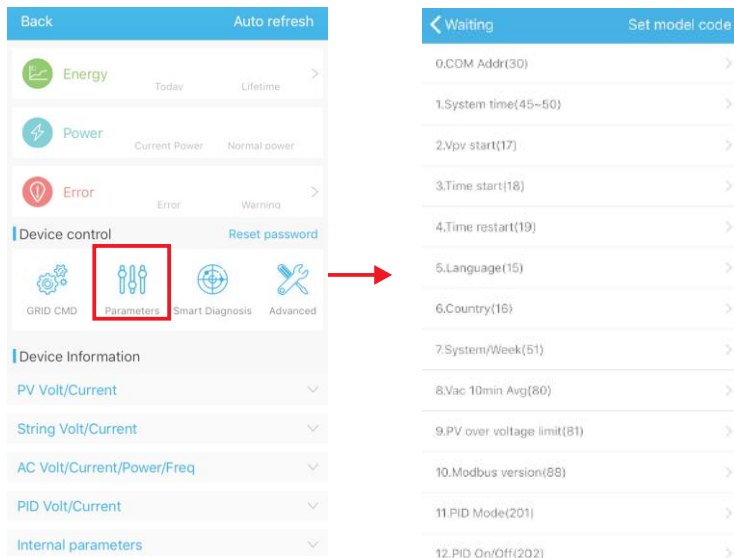 Back
Auto refresh
Energy
Today
Lifetime
Power
Current Power
Normal power
Error
Error
Warning
Device control
Reset password
GRID CMD
Parameters
Smart Diagnosis
Advanced
Device Information
PV Volt/Current
String Volt/Current
AC Volt/Current/Power/Freq
PID Volt/Current
Internal parameters
Waiting
Set model code
0.COM Addr(30)
1.System time(45~50)
2.Vpv start(17)
3.Time start(18)
4.Time restart(19)
5.Language(15)
6.Country(16)
7.System/Week(51)
8.Vac 10min Avg(80)
9.PV over voltage limit(81)
10.Modbus version(88)
11.PID Mode(201)
12.PID On/Off(202)